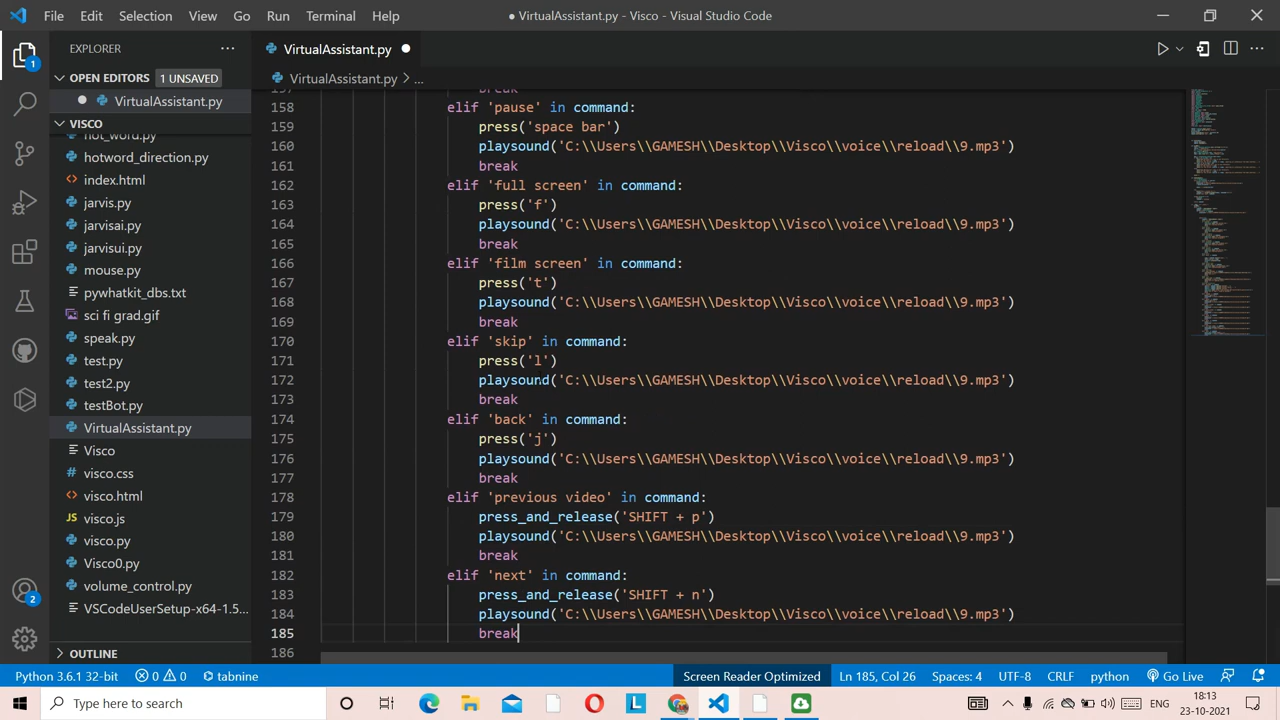 File Edit Selection View Go Run Terminal Help
● VirtualAssistant.py - Visco - Visual Studio Code
EXPLORER
VirtualAssistant.py
OPEN EDITORS 1 UNSAVED
VirtualAssistant.py > ...
VirtualAssistant.py
VISCO
hot_word.py
hotword_direction.py
index.html
jarvis.py
jarvisai.py
jarvisui.py
mouse.py
pywhatkit_dbs.txt
sci fi grad.gif
speak.py
test.py
test2.py
testBot.py
VirtualAssistant.py
Visco
visco.css
visco.html
visco.js
visco.py
Visco0.py
volume_control.py
VSCodeUserSetup-x64-1.5...
OUTLINE
1
2
157 break
158 elif 'pause' in command:
159 press('space bar')
160 playsound('C:\\Users\\GAMESH\\Desktop\\Visco\\voice\\reload\\9.mp3')
161 break
162 elif 'full screen' in command:
163 press('f')
164 playsound('C:\\Users\\GAMESH\\Desktop\\Visco\\voice\\reload\\9.mp3')
165 break
166 elif 'film screen' in command:
167 press('t')
168 playsound('C:\\Users\\GAMESH\\Desktop\\Visco\\voice\\reload\\9.mp3')
169 break
170 elif 'skip' in command:
171 press('l')
172 playsound('C:\\Users\\GAMESH\\Desktop\\Visco\\voice\\reload\\9.mp3')
173 break
174 elif 'back' in command:
175 press('j')
176 playsound('C:\\Users\\GAMESH\\Desktop\\Visco\\voice\\reload\\9.mp3')
177 break
178 elif 'previous video' in command:
179 press_and_release('SHIFT + p')
180 playsound('C:\\Users\\GAMESH\\Desktop\\Visco\\voice\\reload\\9.mp3')
181 break
182 elif 'next' in command:
183 press_and_release('SHIFT + n')
184 playsound('C:\\Users\\GAMESH\\Desktop\\Visco\\voice\\reload\\9.mp3')
185 break
186
Python 3.6.1 32-bit 0 0 tabnine Screen Reader Optimized Ln 185, Col 26 Spaces: 4 UTF-8 CRLF python Go Live
Type here to search
L
ENG
18:13
23-10-2021